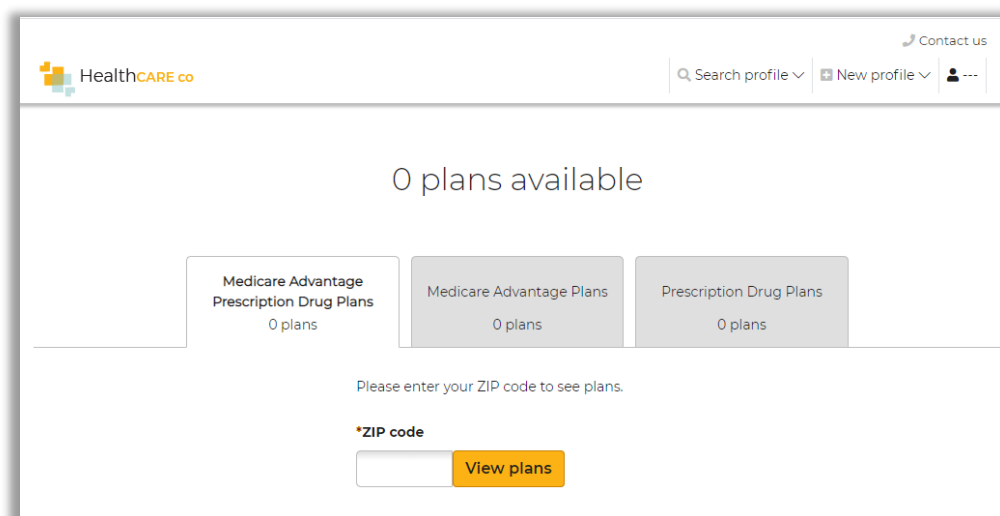 Contact us
HealthCARE co
Search profile
New profile
---
0 plans available
Medicare Advantage
Prescription Drug Plans
0 plans
Medicare Advantage Plans
0 plans
Prescription Drug Plans
0 plans
Please enter your ZIP code to see plans.
*ZIP code
View plans